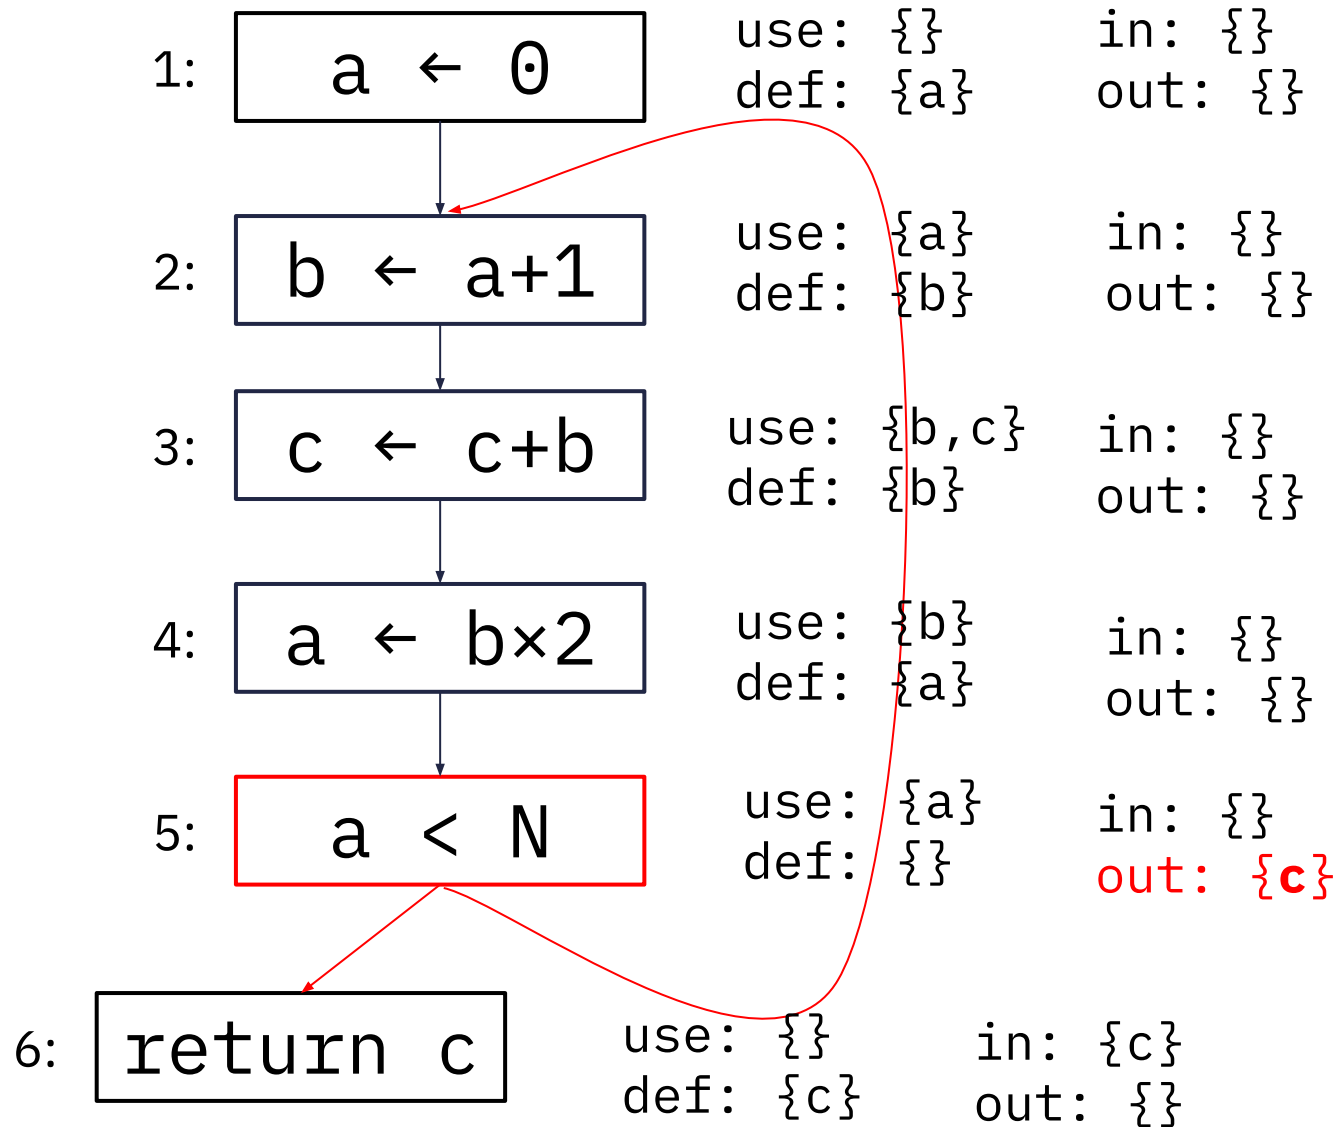 1: a ← 0 use: {} in: {}
def: {a} out: {}
2: b ← a+1 use: {a} in: {}
def: {b} out: {}
3: c ← c+b use: {b,c} in: {}
def: {b} out: {}
4: a ← b×2 use: {b} in: {}
def: {a} out: {}
5: a < N use: {a} in: {}
def: {} out: {c}
6: return c use: {} in: {c}
def: {c} out: {}